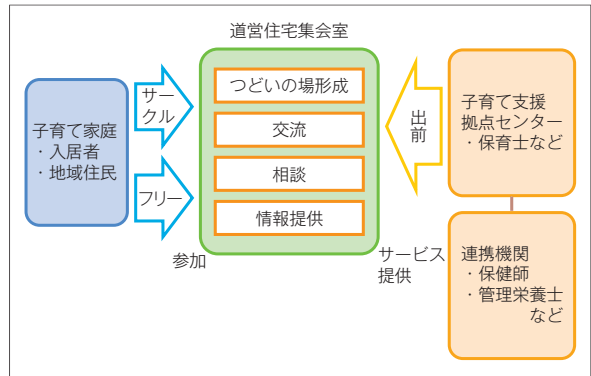 道営住宅集会室
子育て家庭
・入居者
・地域住民
サー
クル
フリー
参加
つどいの場形成
交流
相談
情報提供
出
前
サービス
提供
子育て支援
拠点センター
・保育士など
連携機関
・保健師
・管理栄養士
など